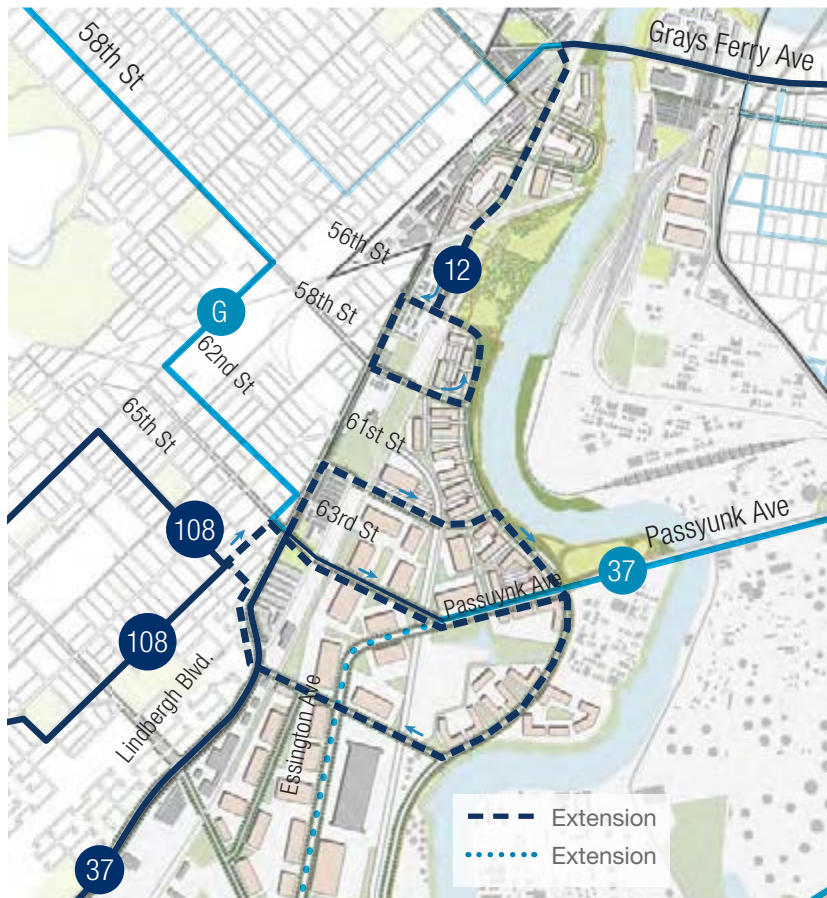 58th St
Grays Ferry Ave
56th St
12
58th St
G
62nd St
65th St
61st St
63rd St
108
Passyunk Ave
37
Passuynk Ave
108
Lindbergh Blvd.
Essington Ave
37
Extension
Extension